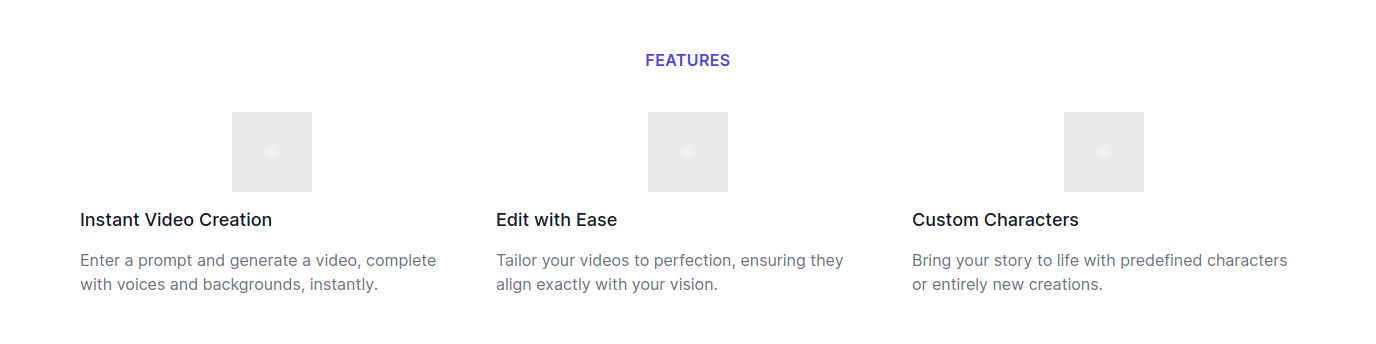 FEATURES
Instant Video Creation
Enter a prompt and generate a video, complete
with voices and backgrounds, instantly.
Edit with Ease
Tailor your videos to perfection, ensuring they
align exactly with your vision.
Custom Characters
Bring your story to life with predefined characters
or entirely new creations.